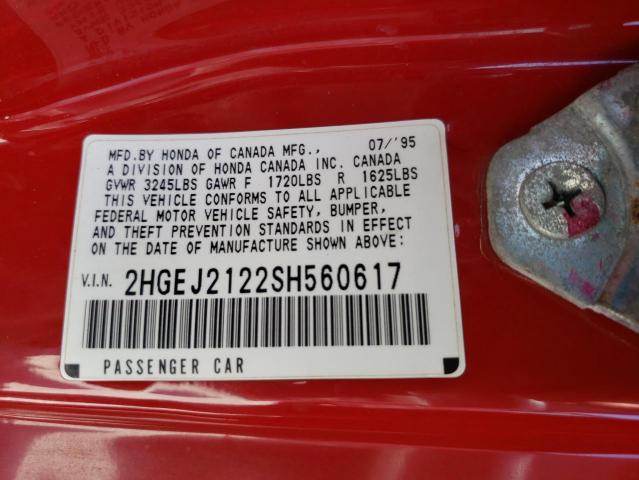 MFD.BY HONDA OF CANADA MFG., 07/'95
A DIVISION OF HONDA CANADA INC. CANADA
GVWR 3245LBS GAWR F 1720LBS R 1625LBS
THIS VEHICLE CONFORMS TO ALL APPLICABLE
FEDERAL MOTOR VEHICLE SAFETY, BUMPER,
AND THEFT PREVENTION STANDARDS IN EFFECT
ON THE DATE OF MANUFACTURE SHOWN ABOVE:
V.I.N. 2HGEJ2122SH560617
PASSENGER CAR